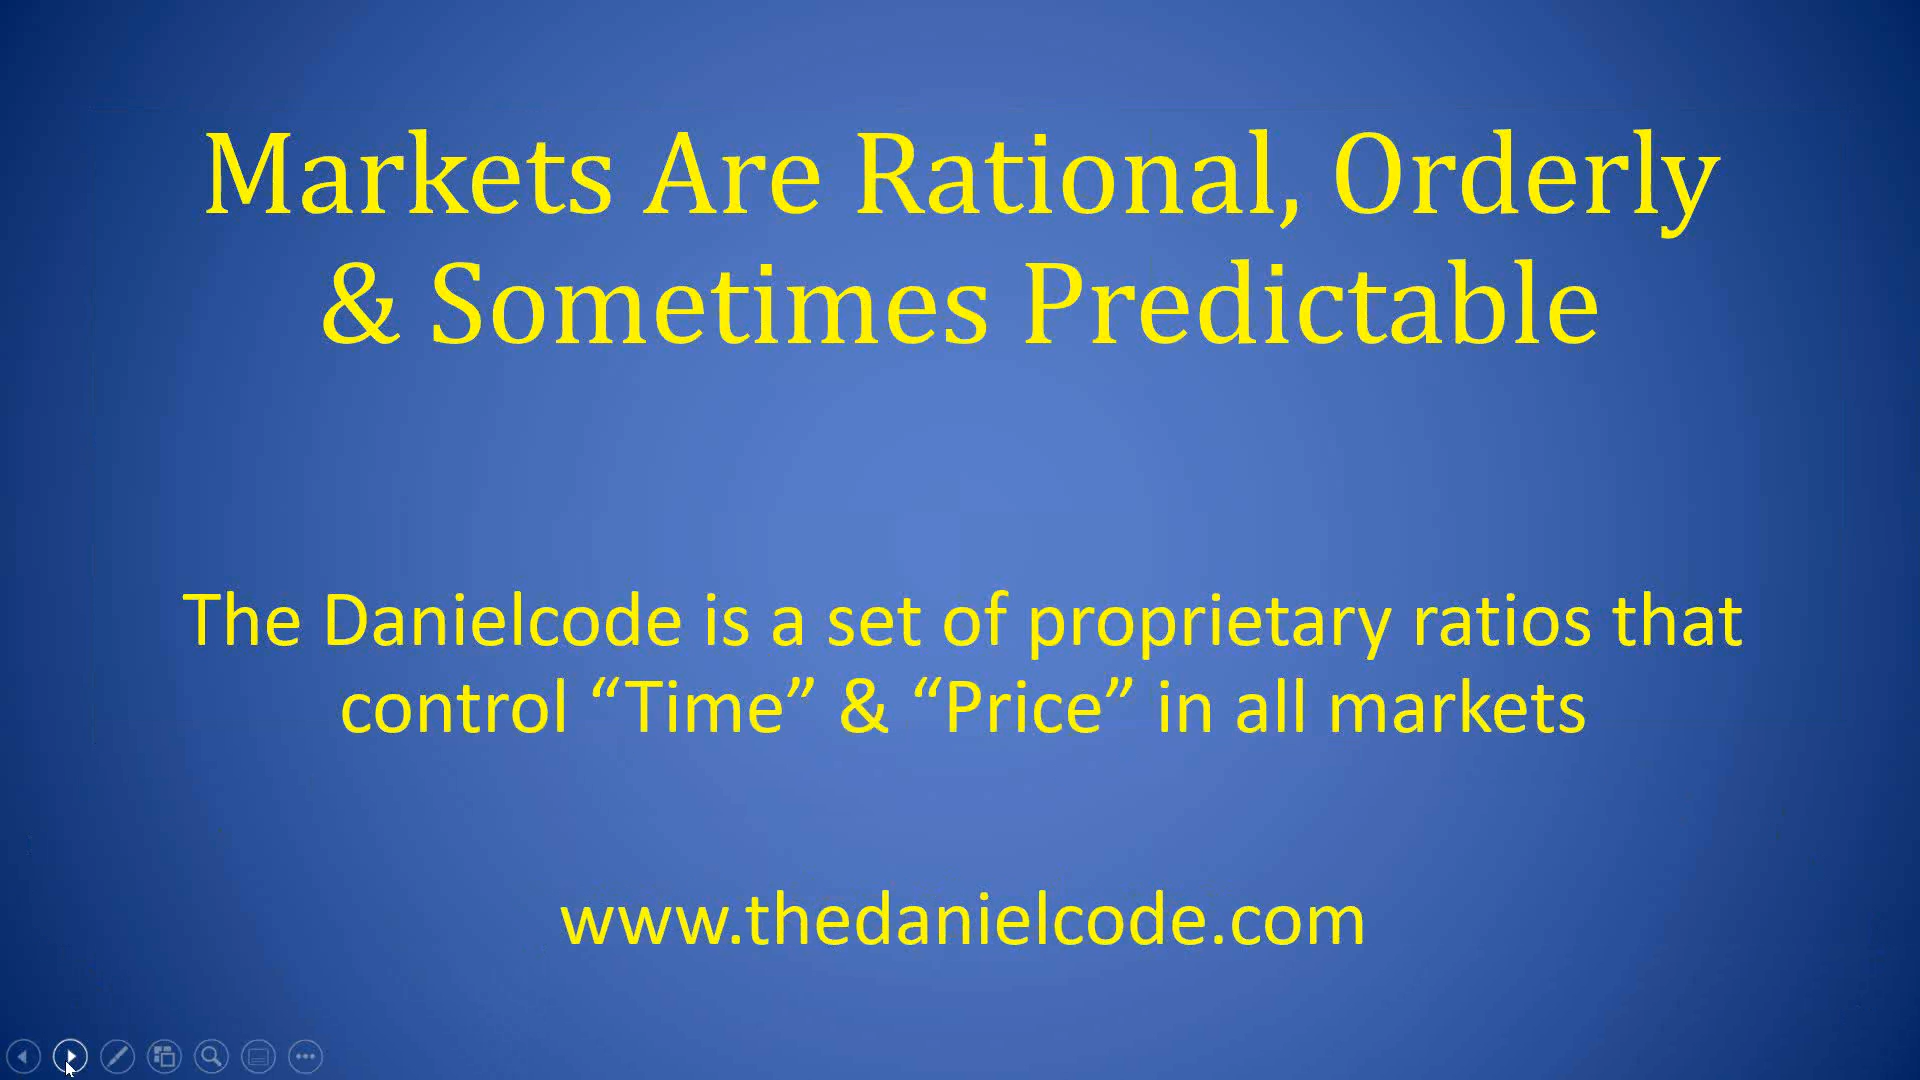 Markets Are Rational, Orderly
& Sometimes Predictable
The Danielcode is a set of proprietary ratios that
control “Time” & “Price” in all markets
www.thedanielcode.com